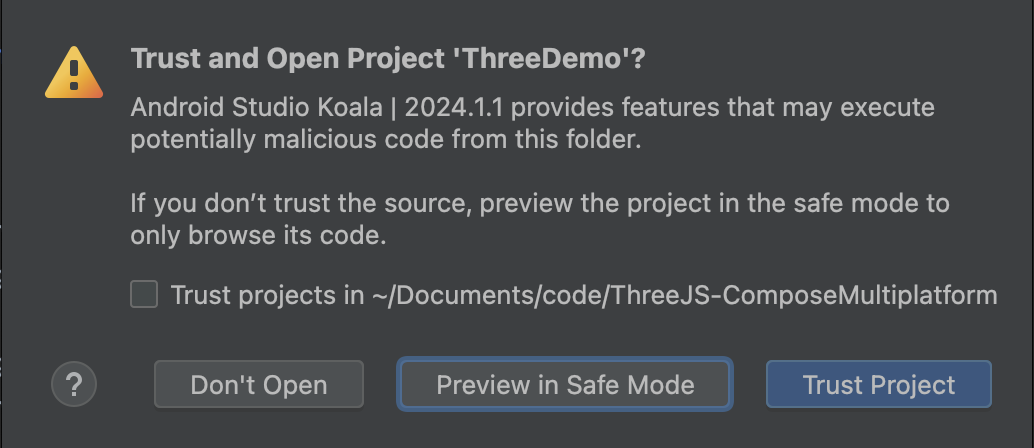 Trust and Open Project 'ThreeDemo'?
Android Studio Koala | 2024.1.1 provides features that may execute
potentially malicious code from this folder.
If you don’t trust the source, preview the project in the safe mode to
only browse its code.
Trust projects in ~/Documents/code/ThreeJS-ComposeMultiplatform
?
Don't Open
Preview in Safe Mode
Trust Project